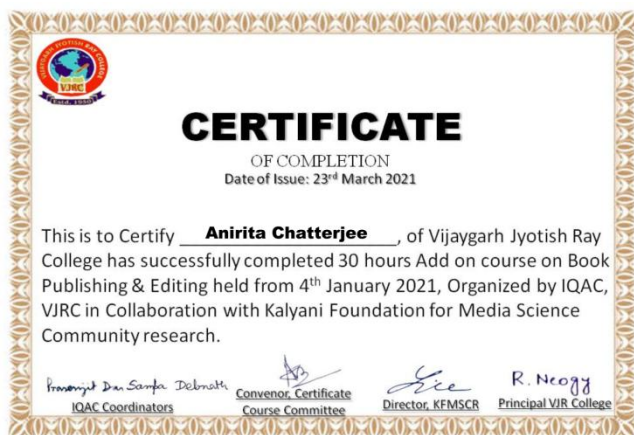 VIJAYGARH JYOTISH RAY COLLEGE
VJRC
Estd. 1950
CERTIFICATE
OF COMPLETION
Date of Issue: 23rd March 2021
This is to Certify Anirita Chatterjee, of Vijaygarh Jyotish Ray
College has successfully completed 30 hours Add on course on Book
Publishing & Editing held from 4th January 2021, Organized by IQAC,
VJRC in Collaboration with Kalyani Foundation for Media Science
Community research.
Prasenjit Das Sampa Debnath
R. Neogy
IQAC Coordinators
Convenor, Certificate
Course Committee
Director, KFMSCR
Principal VJR College